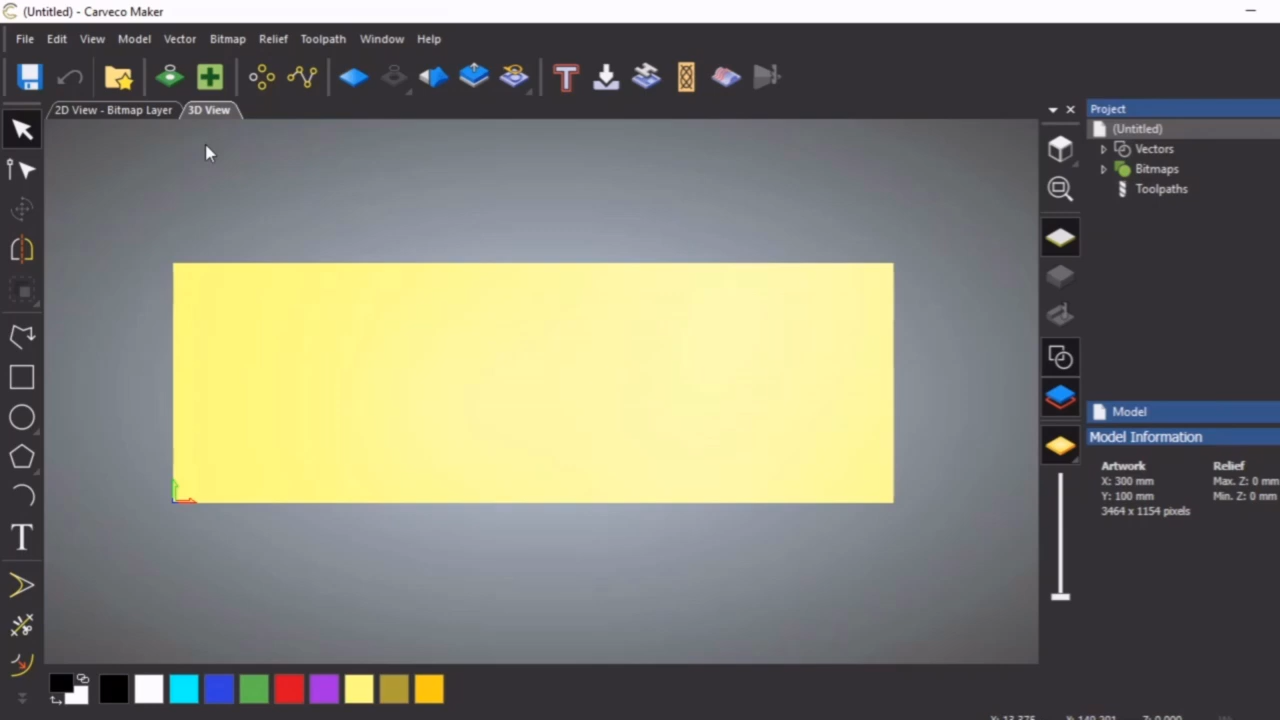 (Untitled) - Carveco Maker
File Edit View Model Vector Bitmap Relief Toolpath Window Help
2D View - Bitmap Layer 3D View
Project
(Untitled)
Vectors
Bitmaps
Toolpaths
Model
Model Information
Artwork Relief
X: 300 mm Max. Z: 0 mm
Y: 100 mm Min. Z: 0 mm
3464 x 1154 pixels